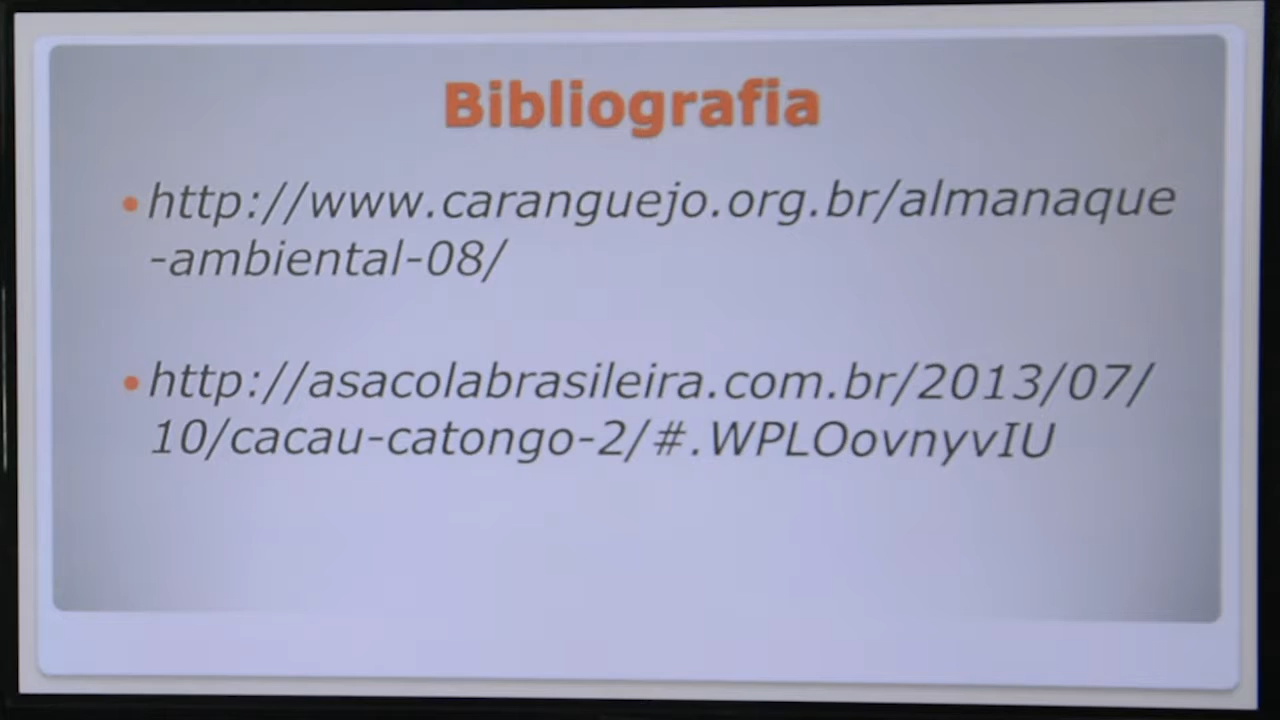 Bibliografia
•http://www.caranguejo.org.br/almanaque
-ambiental-08/
•http://asacolabrasileira.com.br/2013/07/
10/cacau-catongo-2/#.WPLOovnyvIU